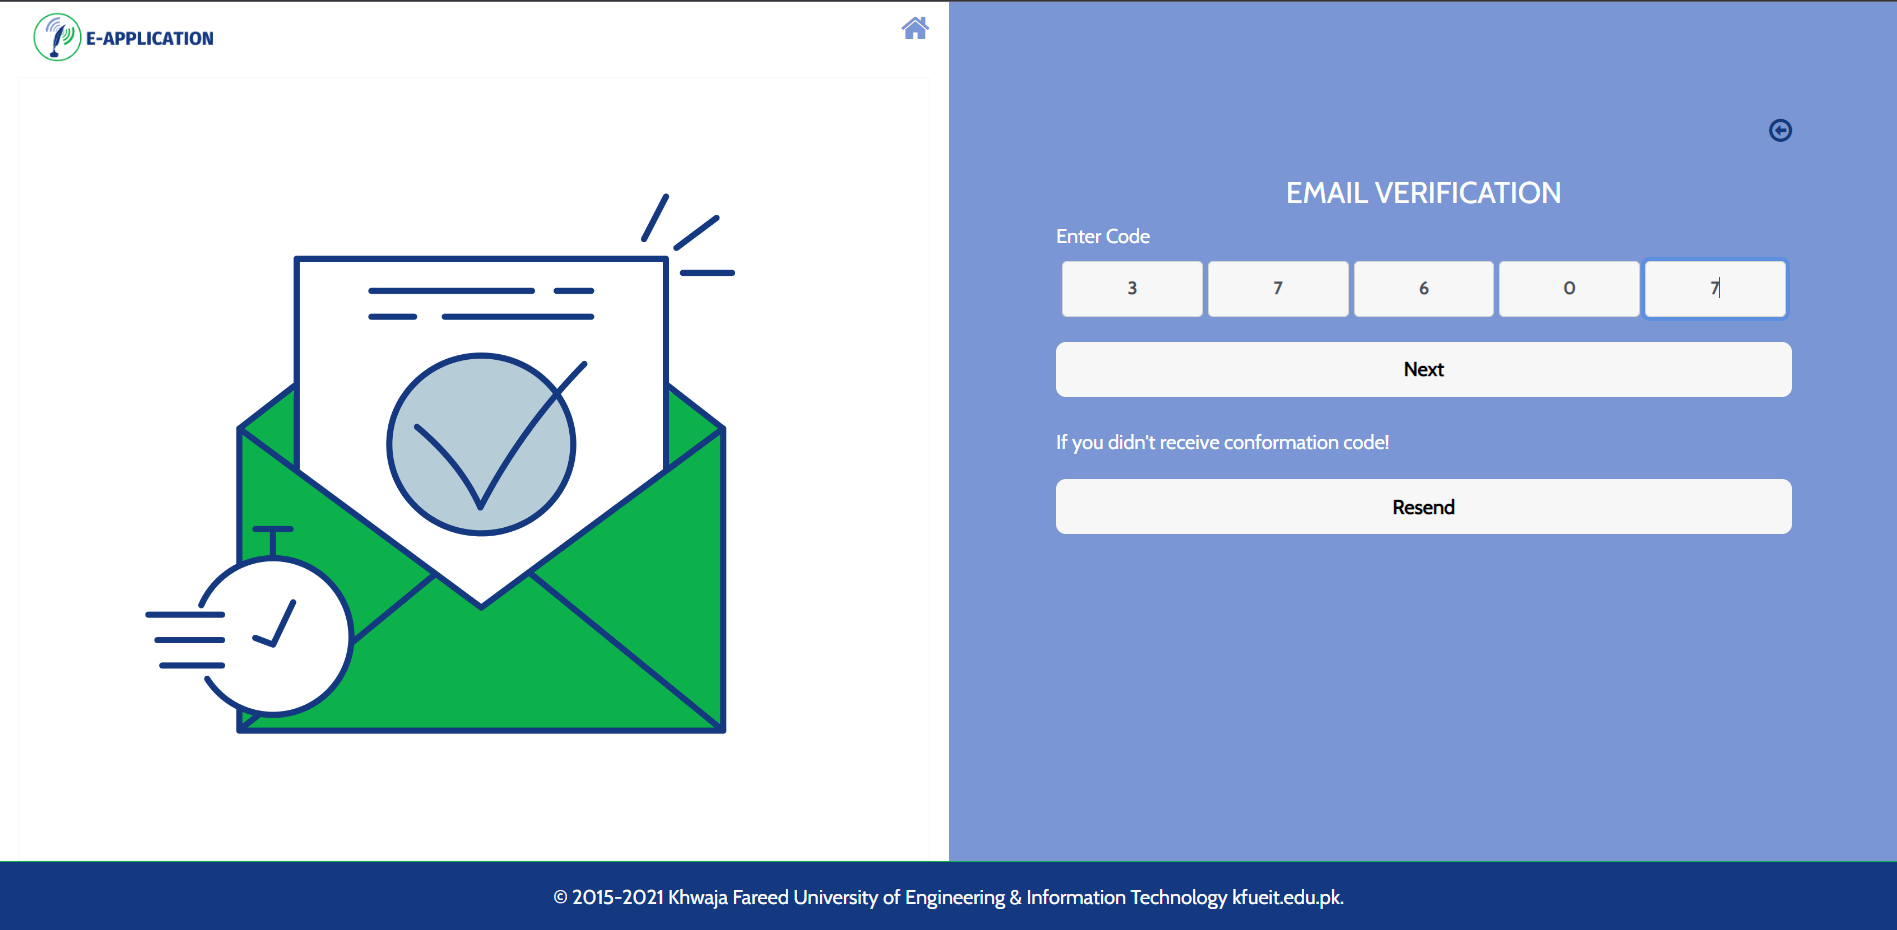 E-APPLICATION
EMAIL VERIFICATION
Enter Code
3 7 6 0 7
Next
If you didn't receive conformation code!
Resend
© 2015-2021 Khwaja Fareed University of Engineering & Information Technology kfueit.edu.pk.